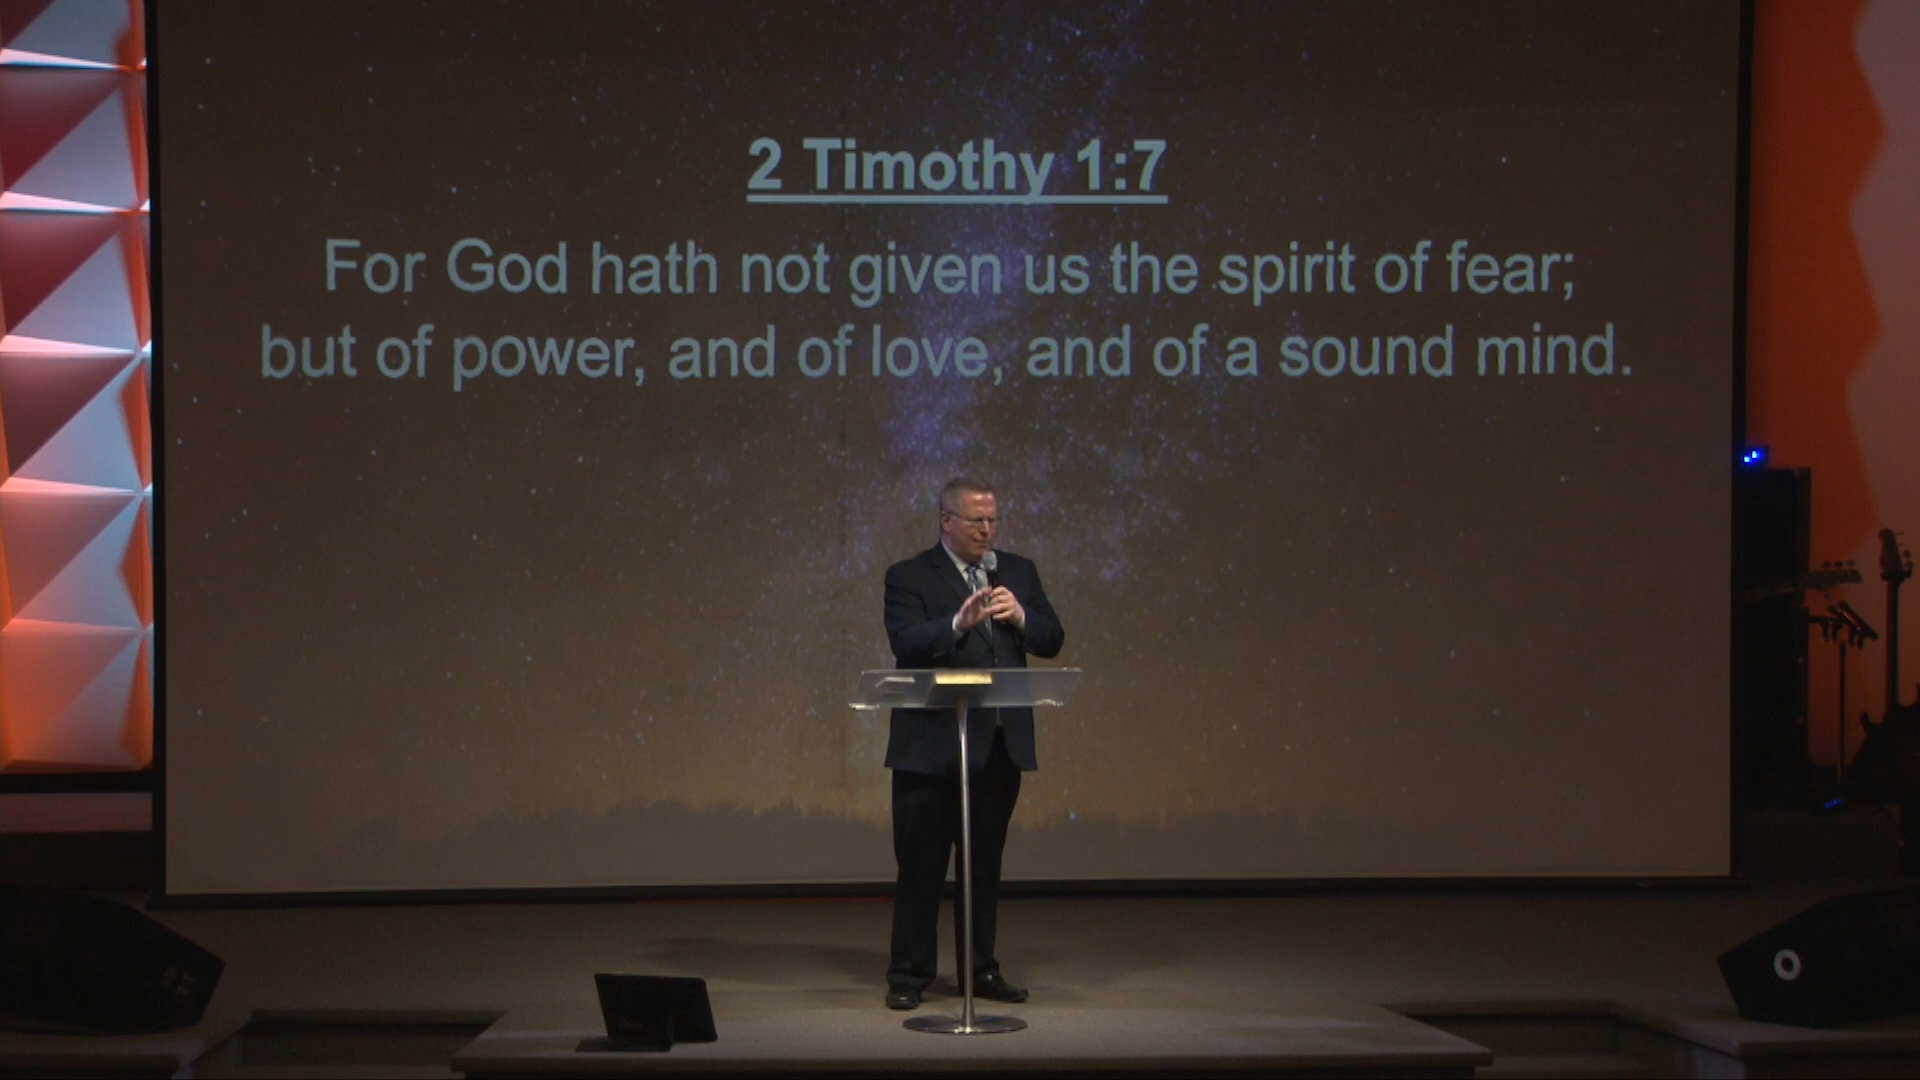 2 Timothy 1:7
For God hath not given us the spirit of fear;
but of power, and of love, and of a sound mind.